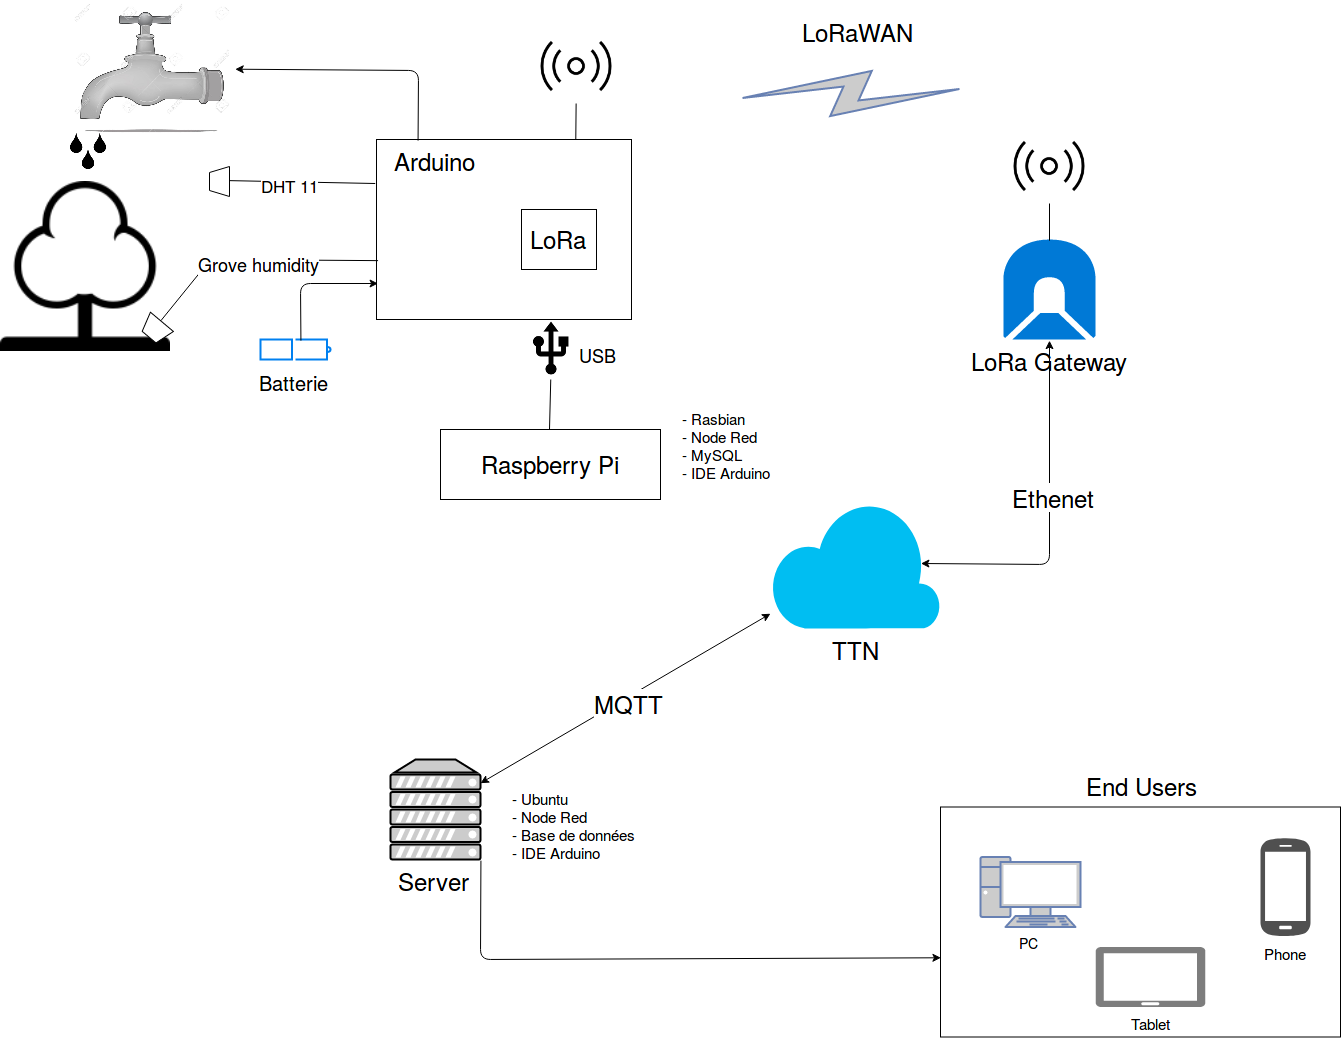 LoRaWAN
Arduino
DHT 11
LoRa
Grove humidity
USB
Batterie
LoRa Gateway
- Rasbian
- Node Red
- MySQL
- IDE Arduino
Raspberry Pi
Ethenet
TTN
MQTT
End Users
- Ubuntu
- Node Red
- Base de données
- IDE Arduino
Server
PC
Phone
Tablet